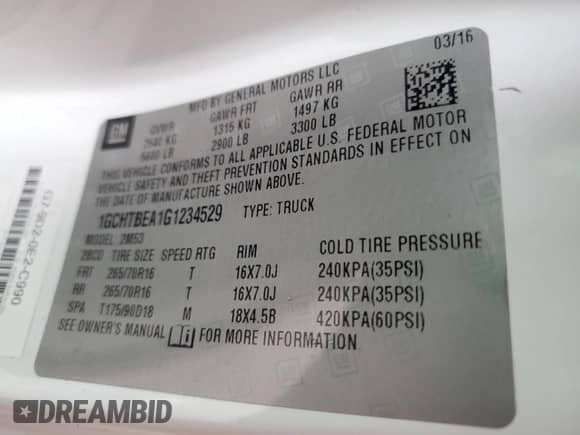 03/16
MFD BY GENERAL MOTORS LLC
GM
GVWR GAWR FRT GAWR RR
2540 KG 1315 KG 1497 KG
5600 LB 2900 LB 3300 LB
THIS VEHICLE CONFORMS TO ALL APPLICABLE U.S. FEDERAL MOTOR
VEHICLE SAFETY AND THEFT PREVENTION STANDARDS IN EFFECT ON
THE DATE OF MANUFACTURE SHOWN ABOVE.
1GCHTBEA1G1234529 TYPE: TRUCK
MODEL 2M53
2BCD TIRE SIZE SPEED RTG RIM COLD TIRE PRESSURE
FRT 265/70R16 T 16X7.0J 240KPA(35PSI)
RR 265/70R16 T 16X7.0J 240KPA(35PSI)
SPA T175/90D18 M 18X4.5B 420KPA(60PSI)
SEE OWNER'S MANUAL FOR MORE INFORMATION
DREAMBID